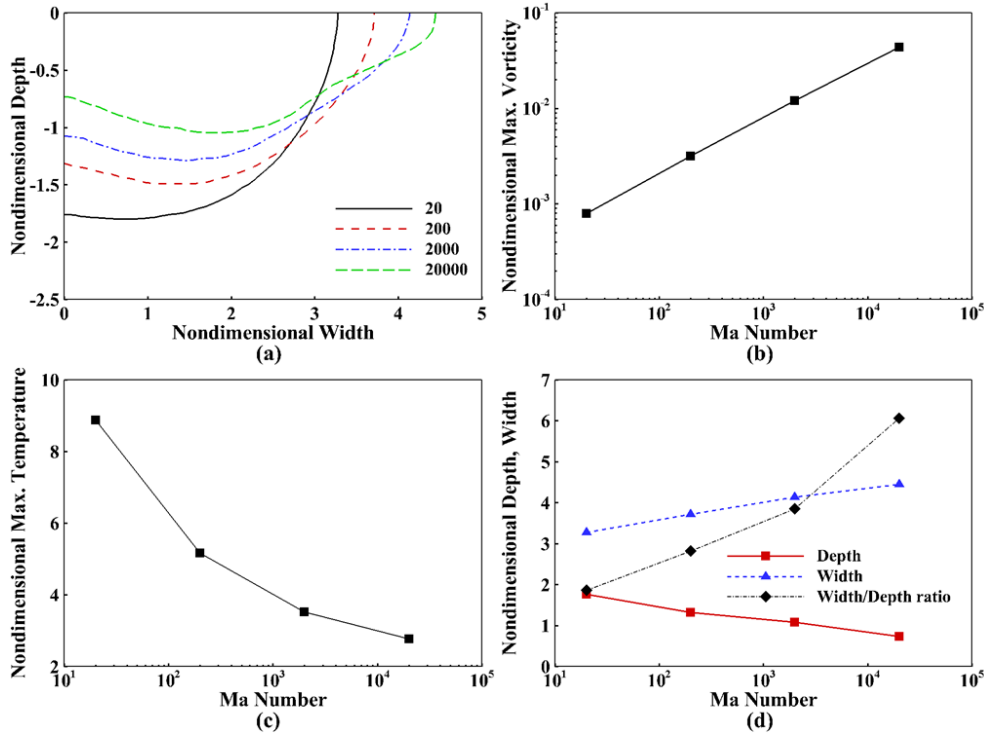 0
-0.5
-1
-1.5
-2
-2.5
0 1 2 3 4 5
Nondimensional Depth
Nondimensional Width
20
200
2000
20000
(a)
10^-1
10^-2
10^-3
10^-4
10^1 10^2 10^3 10^4 10^5
Nondimensional Max. Vorticity
Ma Number
(b)
10
8
6
4
2
10^1 10^2 10^3 10^4 10^5
Nondimensional Max. Temperature
Ma Number
(c)
7
6
5
4
3
2
1
0
10^1 10^2 10^3 10^4 10^5
Nondimensional Depth, Width
Depth
Width
Width/Depth ratio
Ma Number
(d)